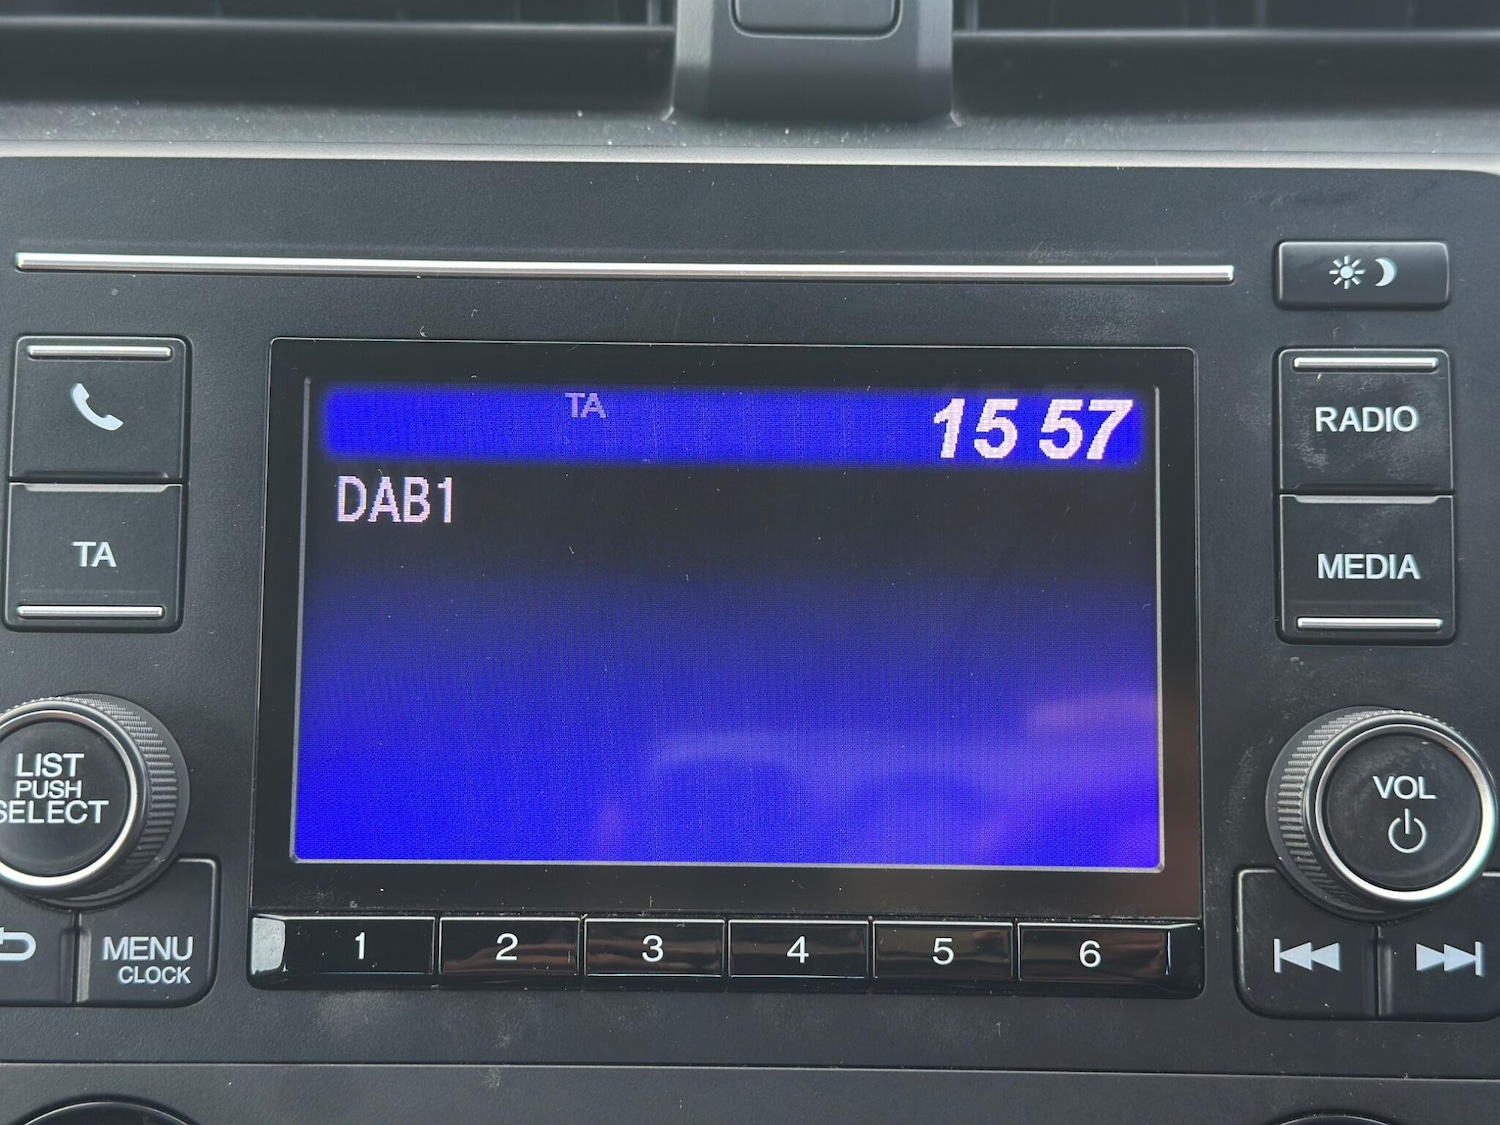 TA
15 57
DAB1
TA
RADIO
MEDIA
LIST
PUSH
SELECT
VOL
MENU
CLOCK
1 2 3 4 5 6